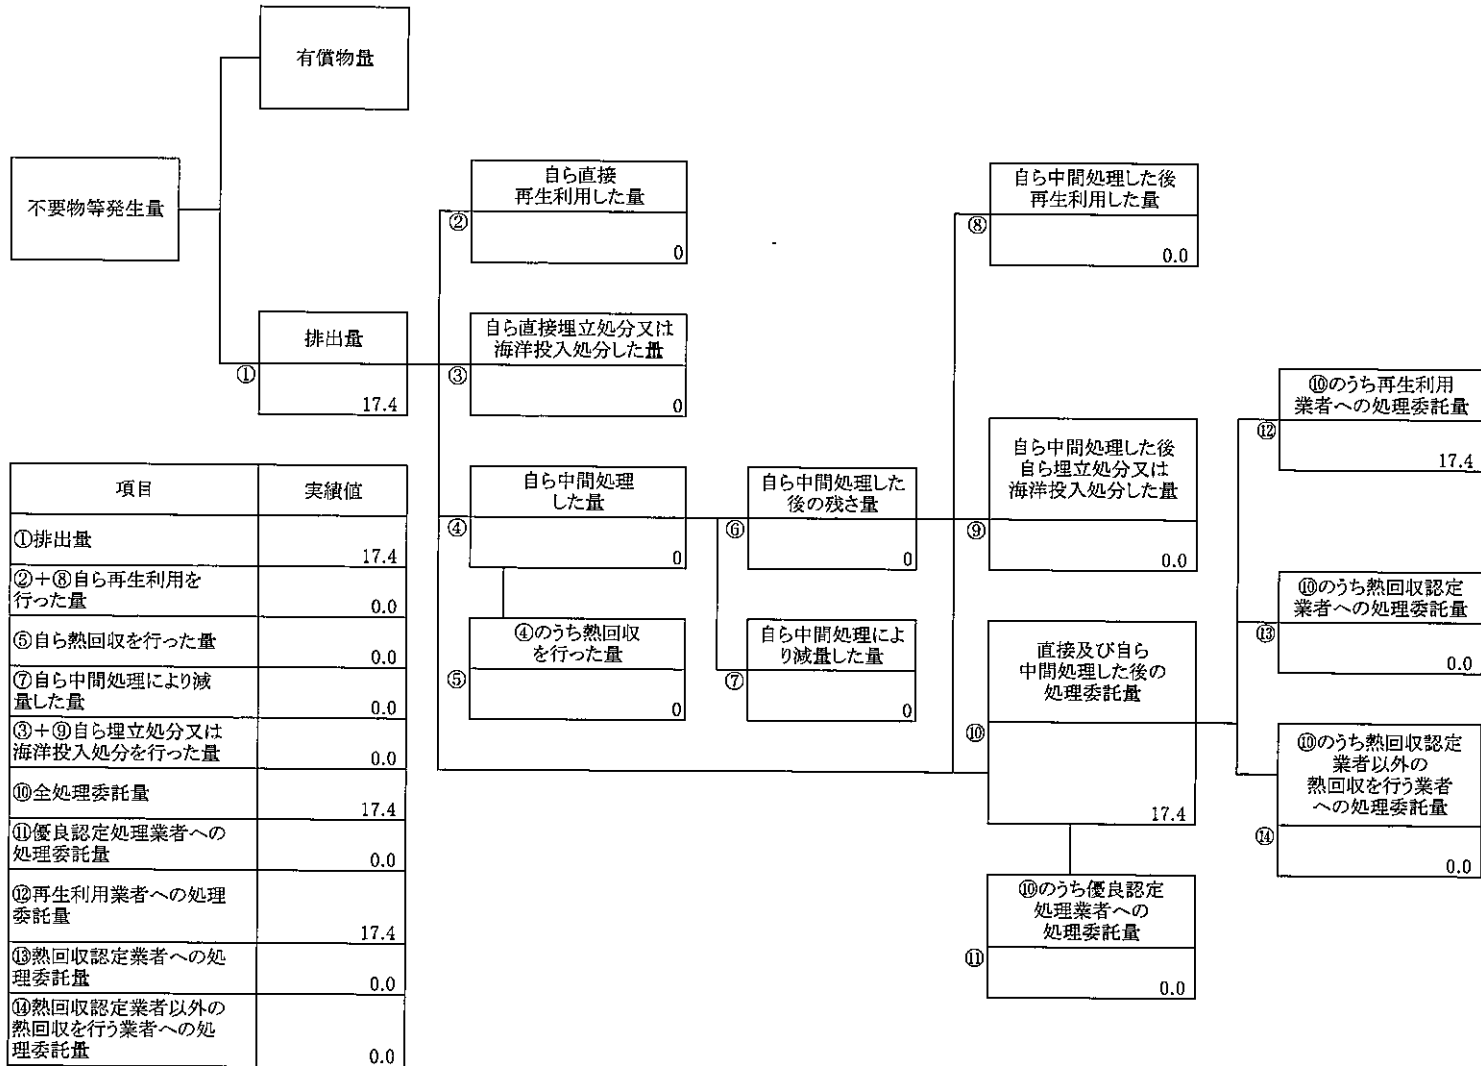 有償物量
不要物等発生量
排出量
①
17.4
自ら直接
再生利用した量
②
0
自ら直接埋立処分又は
海洋投入処分した量
③
0
自ら中間処理
した量
④
0
④のうち熱回収
を行った量
⑤
0
自ら中間処理した
後の残さ量
⑥
0
自ら中間処理によ
り減量した量
⑦
0
自ら中間処理した後
再生利用した量
⑧
0.0
自ら中間処理した後
自ら埋立処分又は
海洋投入処分した量
⑨
0.0
直接及び自ら
中間処理した後の
処理委託量
⑩
17.4
⑩のうち優良認定
処理業者への
処理委託量
⑪
0.0
⑩のうち再生利用
業者への処理委託量
⑫
17.4
⑩のうち熱回収認定
業者への処理委託量
⑬
0.0
⑩のうち熱回収認定
業者以外の
熱回収を行う業者
への処理委託量
⑭
0.0
項目 実績値
①排出量
17.4
②+⑧自ら再生利用を
行った量 0.0
⑤自ら熱回収を行った量
0.0
⑦自ら中間処理により減
量した量 0.0
③+⑨自ら埋立処分又は
海洋投入処分を行った量 0.0
⑩全処理委託量
17.4
⑪優良認定処理業者への
処理委託量 0.0
⑫再生利用業者への処理
委託量
17.4
⑬熱回収認定業者への処
理委託量 0.0
⑭熱回収認定業者以外の
熱回収を行う業者への処
理委託量 0.0